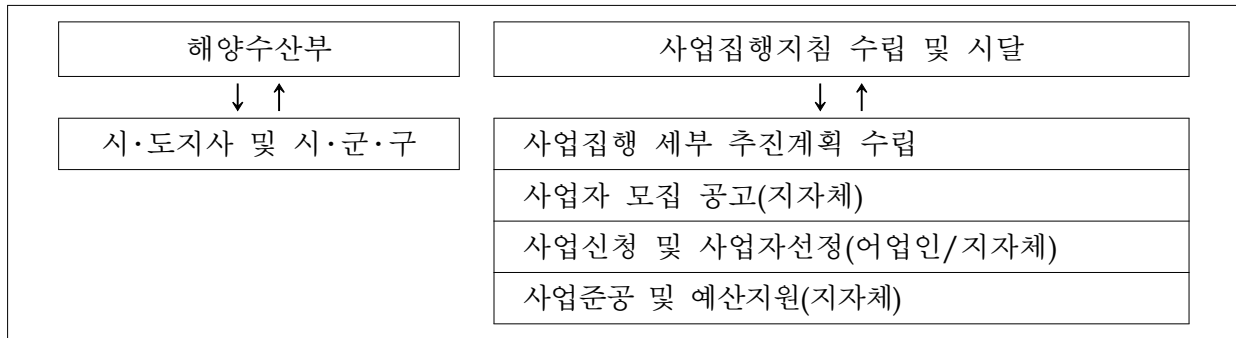 해양수산부
사업집행지침 수립 및 시달
↓ ↑
↓ ↑
시·도지사 및 시·군·구
사업집행 세부 추진계획 수립
사업자 모집 공고(지자체)
사업신청 및 사업자선정(어업인/지자체)
사업준공 및 예산지원(지자체)